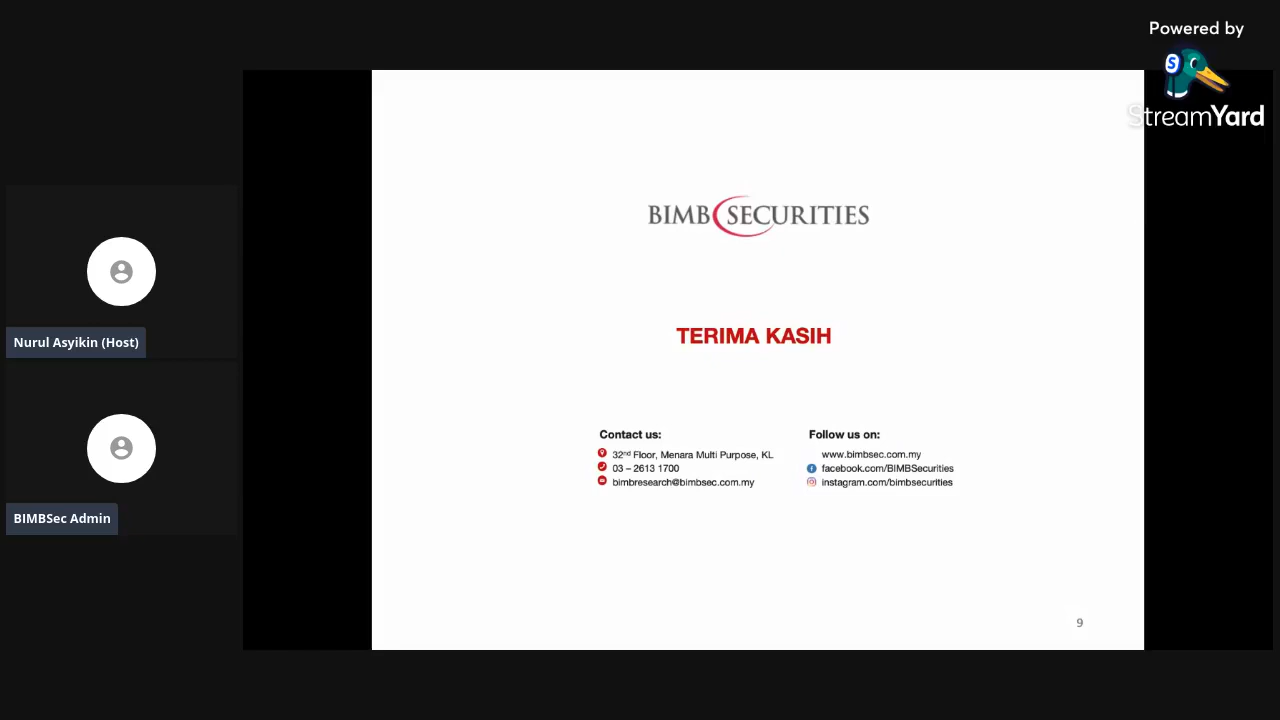 Powered by
StreamYard
BIMB SECURITIES
TERIMA KASIH
Contact us:
32nd Floor, Menara Multi Purpose, KL
03 – 2613 1700
bimbresearch@bimbsec.com.my
Follow us on:
www.bimbsec.com.my
facebook.com/BIMBSecurities
instagram.com/bimbsecurities
9
Nurul Asyikin (Host)
BIMBSec Admin